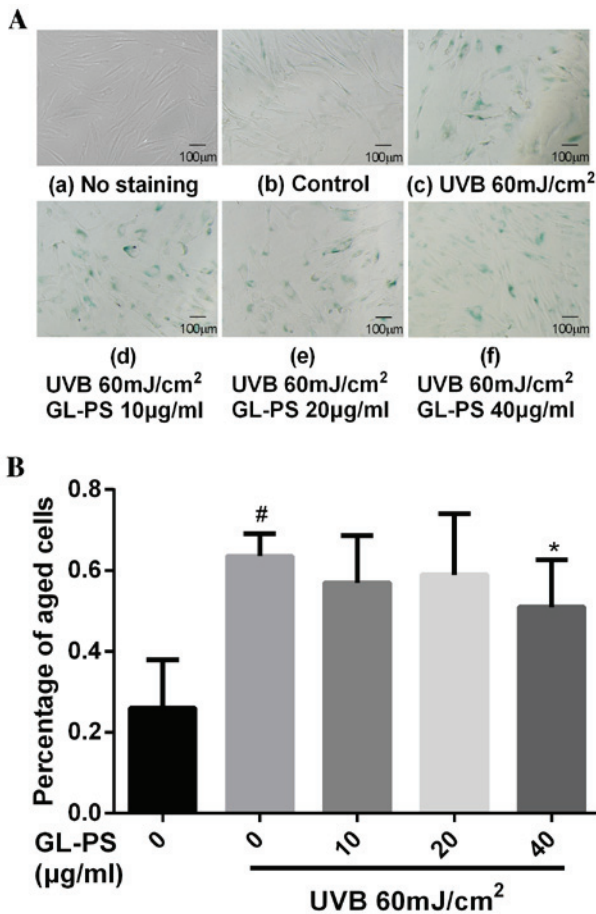 A
100μm
100μm
100μm
(a) No staining
(b) Control
(c) UVB 60mJ/cm²
100μm
100μm
100μm
(d)
UVB 60mJ/cm²
GL-PS 10μg/ml
(e)
UVB 60mJ/cm²
GL-PS 20μg/ml
(f)
UVB 60mJ/cm²
GL-PS 40μg/ml
B
Percentage of aged cells
0.8
0.6
0.4
0.2
0.0
#
*
GL-PS
(μg/ml)
0
0
10
20
40
UVB 60mJ/cm²